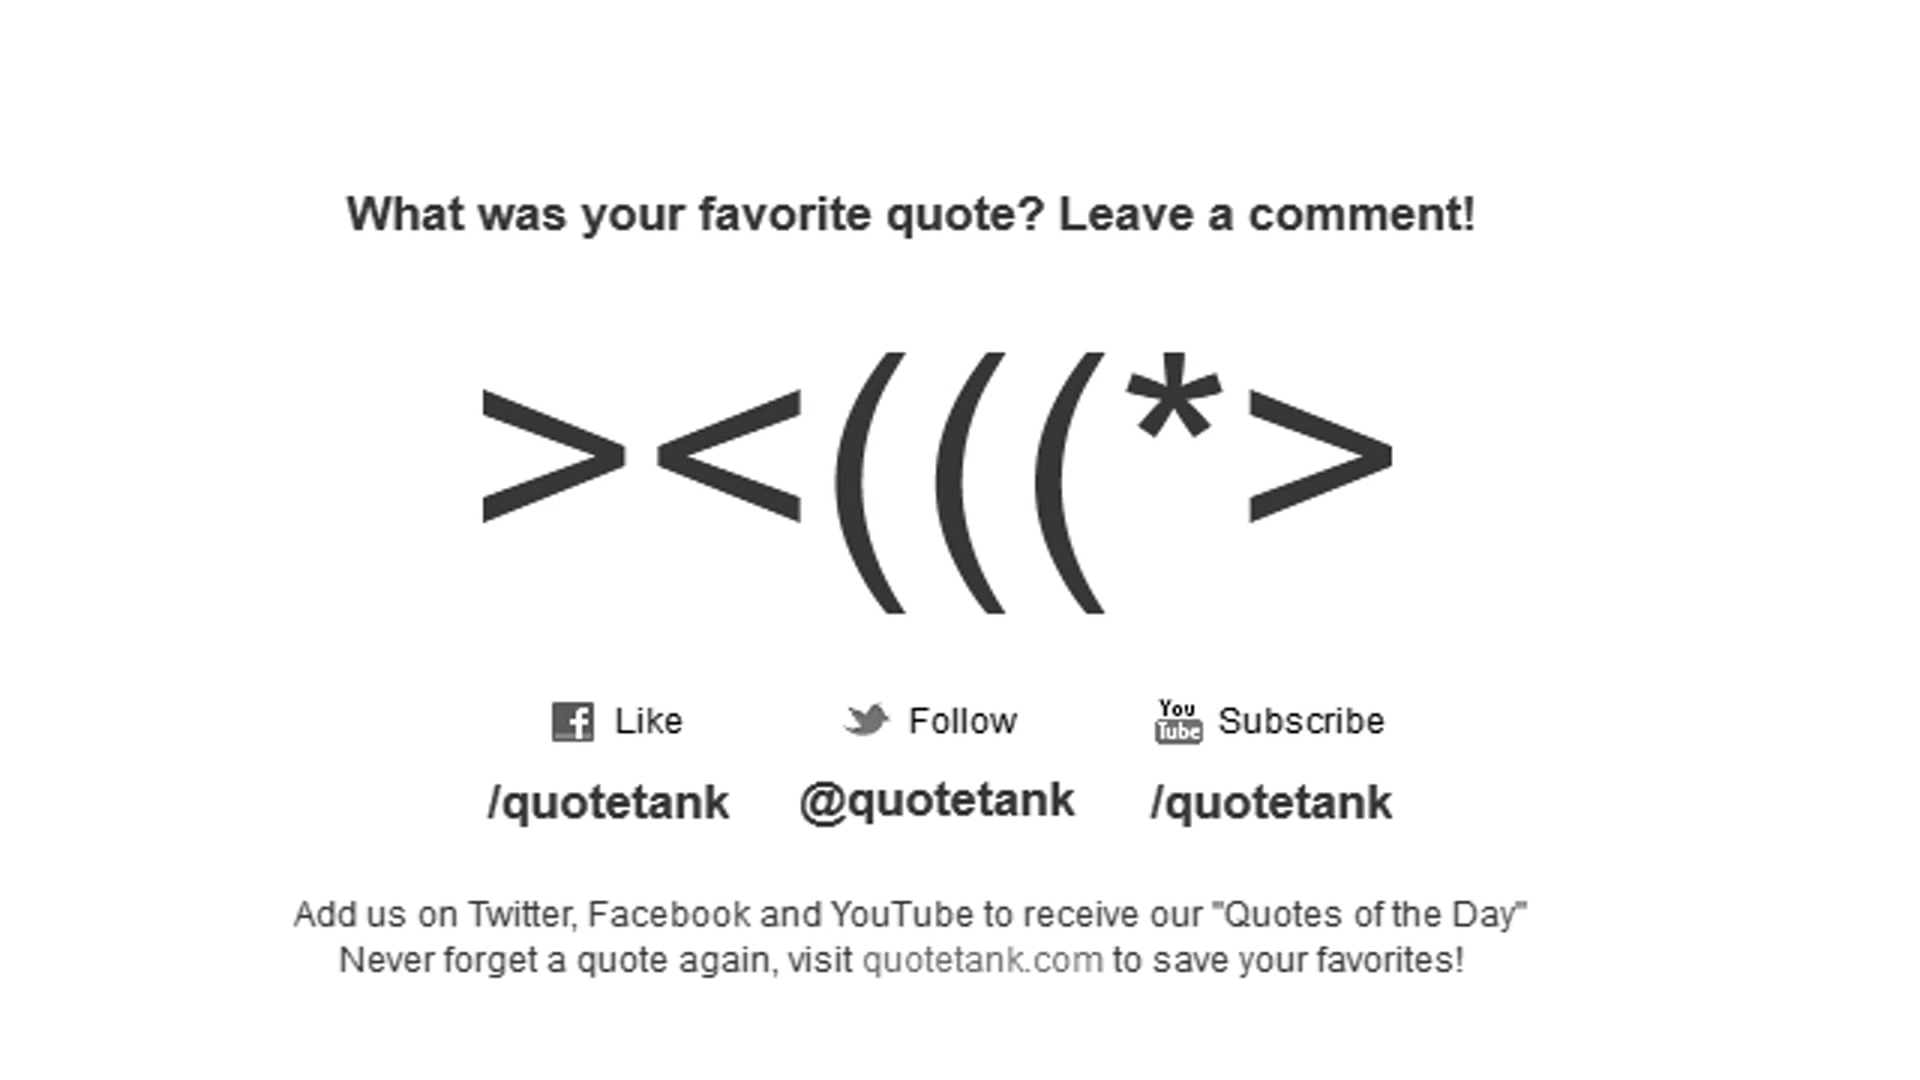 What was your favorite quote? Leave a comment!
><(((*>
f Like Follow You Tube Subscribe
/quotetank @quotetank /quotetank
Add us on Twitter, Facebook and YouTube to receive our "Quotes of the Day"
Never forget a quote again, visit quotetank.com to save your favorites!